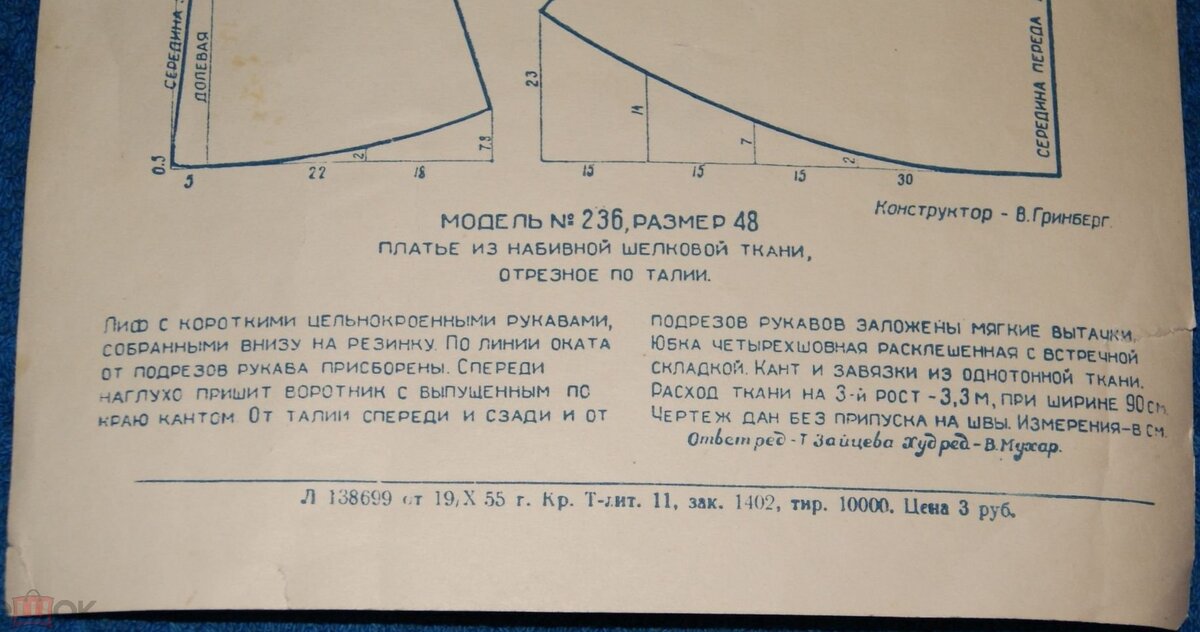 СЕРЕДИНА
ДОЛЕВАЯ
0.5
5
22
2
18
7.8
23
14
7
2
15
15
15
30
СЕРЕДИНА ПЕРЕДА
Конструктор - В.Гринберг.
МОДЕЛЬ № 236, РАЗМЕР 48
ПЛАТЬЕ ИЗ НАБИВНОЙ ШЕЛКОВОЙ ТКАНИ,
ОТРЕЗНОЕ ПО ТАЛИИ.
ЛИФ С КОРОТКИМИ ЦЕЛЬНОКРОЕННЫМИ РУКАВАМИ,
СОБРАННЫМИ ВНИЗУ НА РЕЗИНКУ. ПО ЛИНИИ ОКАТА
ОТ ПОДРЕЗОВ РУКАВА ПРИСБОРЕНЫ. СПЕРЕДИ
НАГЛУХО ПРИШИТ ВОРОТНИК С ВЫПУЩЕННЫМ ПО
КРАЮ КАНТОМ. ОТ ТАЛИИ СПЕРЕДИ И СЗАДИ И ОТ
ПОДРЕЗОВ РУКАВОВ ЗАЛОЖЕНЫ МЯГКИЕ ВЫТАЧКИ.
ЮБКА ЧЕТЫРЕХШОВНАЯ РАСКЛЕШЕННАЯ С ВСТРЕЧНОЙ
СКЛАДКОЙ. КАНТ И ЗАВЯЗКИ ИЗ ОДНОТОННОЙ ТКАНИ.
РАСХОД ТКАНИ НА 3-й РОСТ - 3,3 м, ПРИ ШИРИНЕ 90 см.
ЧЕРТЕЖ ДАН БЕЗ ПРИПУСКА НА ШВЫ. ИЗМЕРЕНИЯ-В СМ.
Ответ ред - Т Зайцева Худ ред - В. Мухар.
Л 138699 от 19/X 55 г. Кр. Т-лит. 11, зак. 1402, тир. 10000. Цена 3 руб.